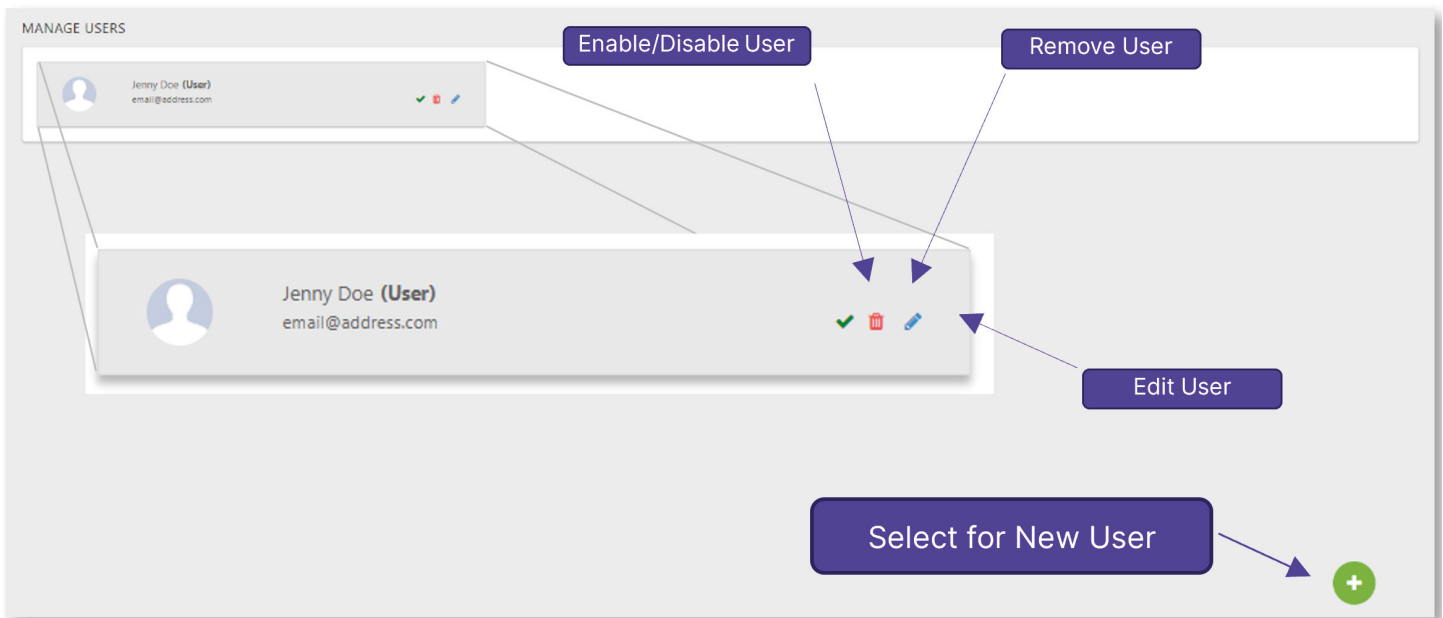 MANAGE USERS
Enable/Disable User
Remove User
Jenny Doe (User)
email@address.com
Jenny Doe (User)
email@address.com
Edit User
Select for New User